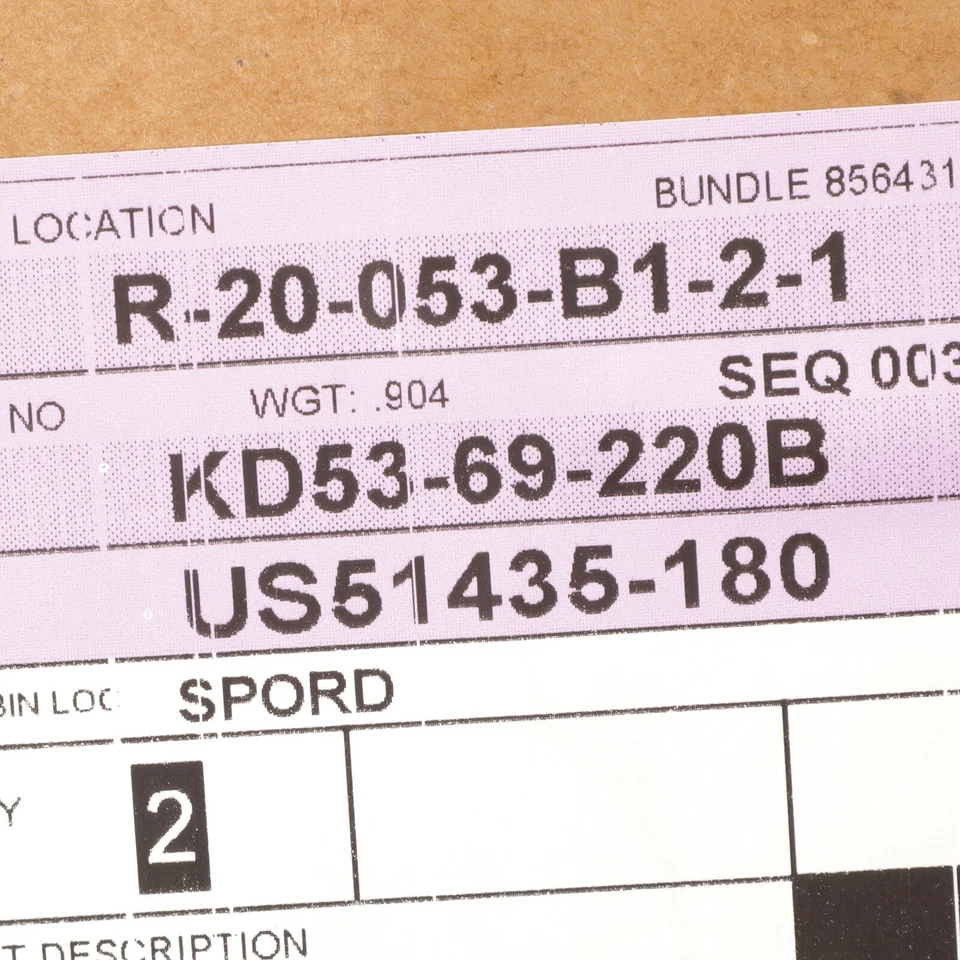 BUNDLE 856431
LOCATION
R-20-053-B1-2-1
SEQ 003
NO WGT: .904
KD53-69-220B
US51435-180
BIN LOC SPORD
Y 2
T DESCRIPTION